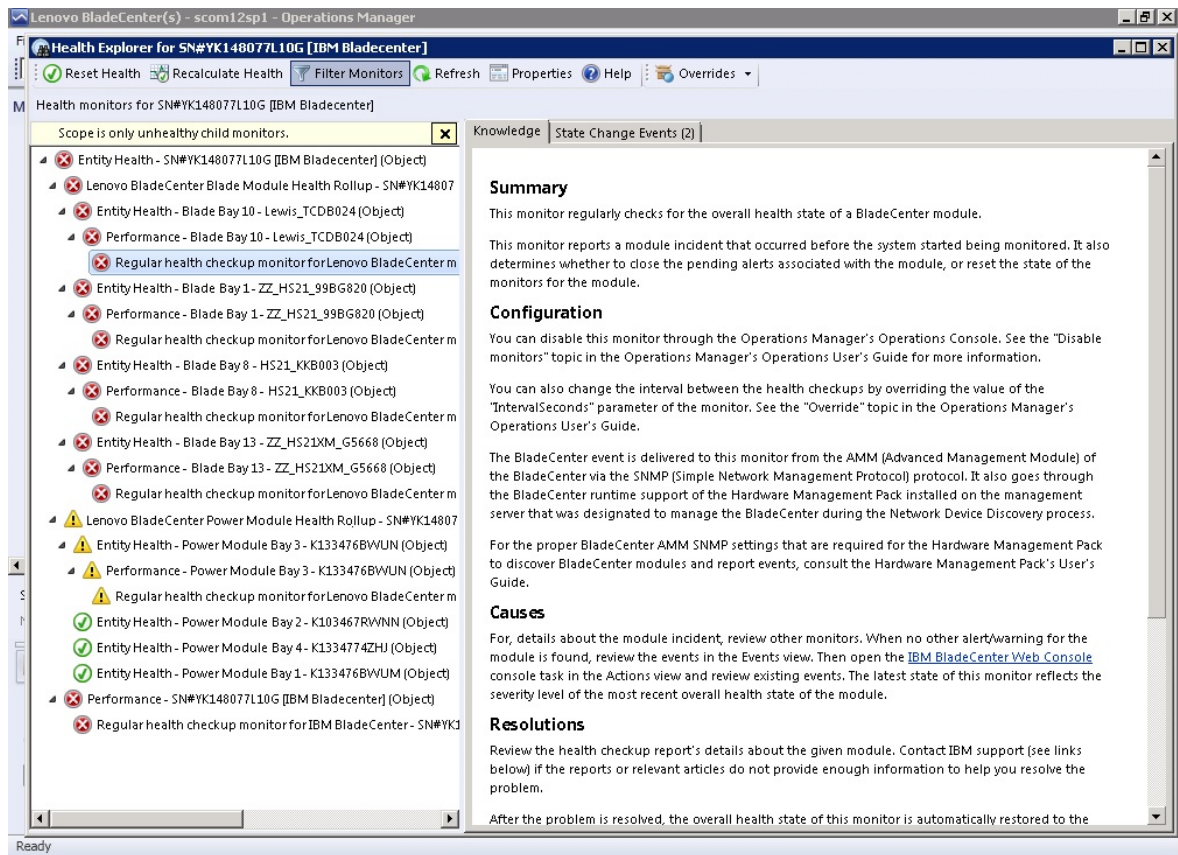 Lenovo BladeCenter(s) - scom12sp1 - Operations Manager
Health Explorer for SN#YK148077L10G [IBM Bladecenter]
Reset Health Recalculate Health Filter Monitors Refresh Properties Help Overrides
Health monitors for SN#YK148077L10G [IBM Bladecenter]
Scope is only unhealthy child monitors.
Entity Health - SN#YK148077L10G [IBM Bladecenter] (Object)
Lenovo BladeCenter Blade Module Health Rollup - SN#YK14807
Entity Health - Blade Bay 10 - Lewis_TCDB024 (Object)
Performance - Blade Bay 10 - Lewis_TCDB024 (Object)
Regular health checkup monitor for Lenovo BladeCenter m
Entity Health - Blade Bay 1 - ZZ_HS21_99BG820 (Object)
Performance - Blade Bay 1 - ZZ_HS21_99BG820 (Object)
Regular health checkup monitor for Lenovo BladeCenter m
Entity Health - Blade Bay 8 - HS21_KKB003 (Object)
Performance - Blade Bay 8 - HS21_KKB003 (Object)
Regular health checkup monitor for Lenovo BladeCenter m
Entity Health - Blade Bay 13 - ZZ_HS21XM_G5668 (Object)
Performance - Blade Bay 13 - ZZ_HS21XM_G5668 (Object)
Regular health checkup monitor for Lenovo BladeCenter m
Lenovo BladeCenter Power Module Health Rollup - SN#YK14807
Entity Health - Power Module Bay 3 - K133476BWUN (Object)
Performance - Power Module Bay 3 - K133476BWUN (Object)
Regular health checkup monitor for Lenovo BladeCenter m
Entity Health - Power Module Bay 2 - K103467RWNN (Object)
Entity Health - Power Module Bay 4 - K1334774ZHJ (Object)
Entity Health - Power Module Bay 1 - K133476BWUM (Object)
Performance - SN#YK148077L10G [IBM Bladecenter] (Object)
Regular health checkup monitor for IBM BladeCenter - SN#YK1
Knowledge State Change Events (2)
Summary
This monitor regularly checks for the overall health state of a BladeCenter module.
This monitor reports a module incident that occurred before the system started being monitored. It also
determines whether to close the pending alerts associated with the module, or reset the state of the
monitors for the module.
Configuration
You can disable this monitor through the Operations Manager's Operations Console. See the "Disable
monitors" topic in the Operations Manager's Operations User's Guide for more information.
You can also change the interval between the health checkups by overriding the value of the
"IntervalSeconds" parameter of the monitor. See the "Override" topic in the Operations Manager's
Operations User's Guide.
The BladeCenter event is delivered to this monitor from the AMM (Advanced Management Module) of
the BladeCenter via the SNMP (Simple Network Management Protocol) protocol. It also goes through
the BladeCenter runtime support of the Hardware Management Pack installed on the management
server that was designated to manage the BladeCenter during the Network Device Discovery process.
For the proper BladeCenter AMM SNMP settings that are required for the Hardware Management Pack
to discover BladeCenter modules and report events, consult the Hardware Management Pack's User's
Guide.
Causes
For, details about the module incident, review other monitors. When no other alert/warning for the
module is found, review the events in the Events view. Then open the IBM BladeCenter Web Console
console task in the Actions view and review existing events. The latest state of this monitor reflects the
severity level of the most recent overall health state of the module.
Resolutions
Review the health checkup report's details about the given module. Contact IBM support (see links
below) if the reports or relevant articles do not provide enough information to help you resolve the
problem.
After the problem is resolved, the overall health state of this monitor is automatically restored to the
Ready